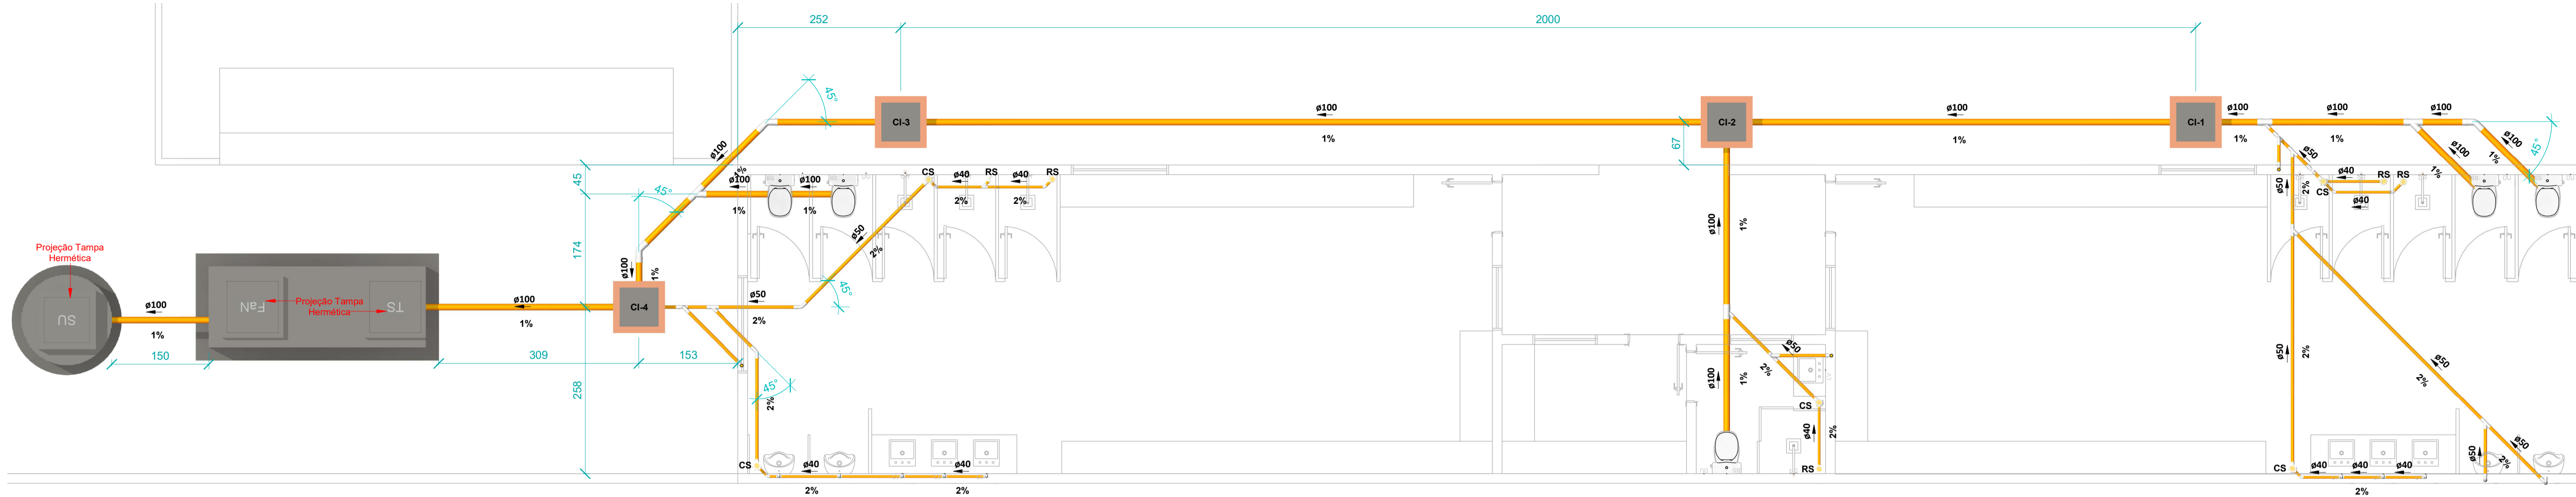 252
2000
45°
CI-3
ø100
1%
CI-2
67
ø100
1%
CI-1
ø100
1%
ø100
1%
ø100
ø100
1%
ø100
1%
45°
ø100
1%
45
45°
ø100
1%
ø100
1%
CS
ø40
2%
RS
ø40
2%
RS
ø50
2%
45°
174
ø100
1%
CI-4
ø50
2%
Projeção Tampa
Hermética
SU
ø100
1%
150
FaN
Projeção Tampa
Hermética
TS
ø100
1%
309
153
258
45°
2%
CS
ø40
2%
ø40
2%
ø100
1%
ø100
1%
ø50
2%
LV
CS
ø40
2%
RS
ø50
ø50
2%
CS
ø40
RS
RS
ø40
ø50
2%
ø50
2%
CS
ø40
ø40
ø40
2%
ø50
ø50
2%